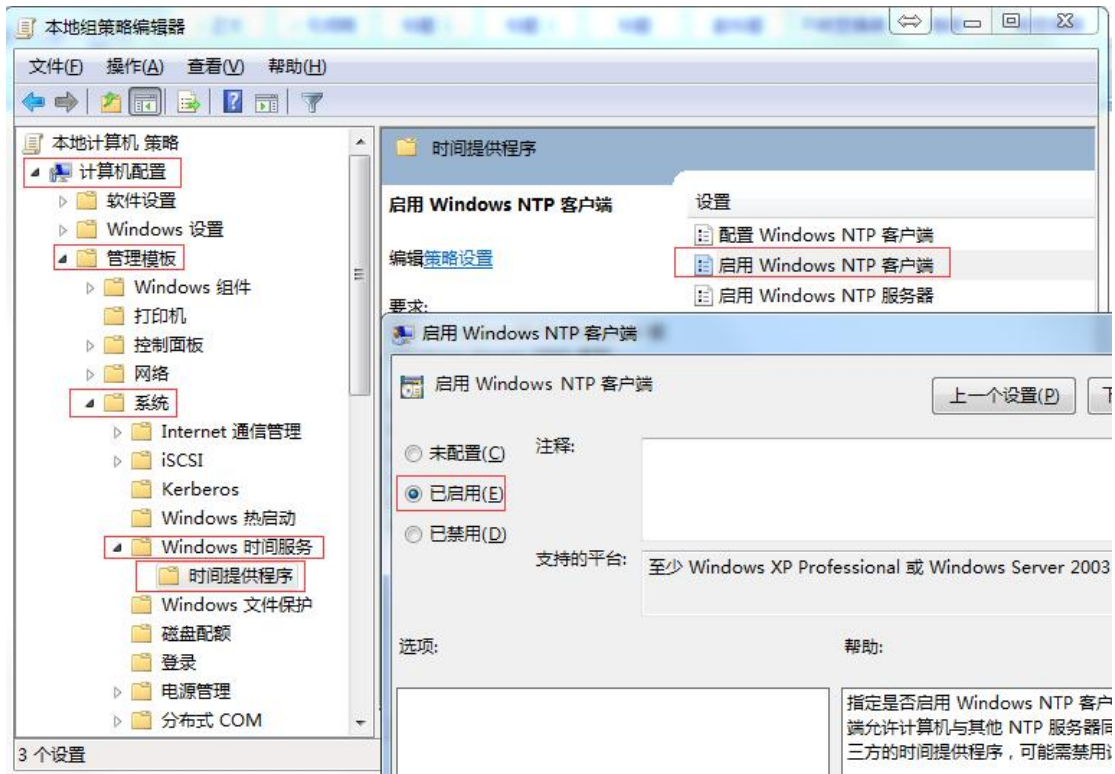 本地组策略编辑器
文件(F) 操作(A) 查看(V) 帮助(H)
本地计算机 策略
计算机配置
软件设置
Windows 设置
管理模板
Windows 组件
打印机
控制面板
网络
系统
Internet 通信管理
iSCSI
Kerberos
Windows 热启动
Windows 时间服务
时间提供程序
Windows 文件保护
磁盘配额
登录
电源管理
分布式 COM
3 个设置
时间提供程序
启用 Windows NTP 客户端
编辑策略设置
要求:
设置
配置 Windows NTP 客户端
启用 Windows NTP 客户端
启用 Windows NTP 服务器
启用 Windows NTP 客户端
启用 Windows NTP 客户端
上一个设置(P)
未配置(C)
已启用(E)
已禁用(D)
注释:
支持的平台:
至少 Windows XP Professional 或 Windows Server 2003
选项:
帮助:
指定是否启用 Windows NTP 客户
端允许计算机与其他 NTP 服务器同
三方的时间提供程序，可能需禁用